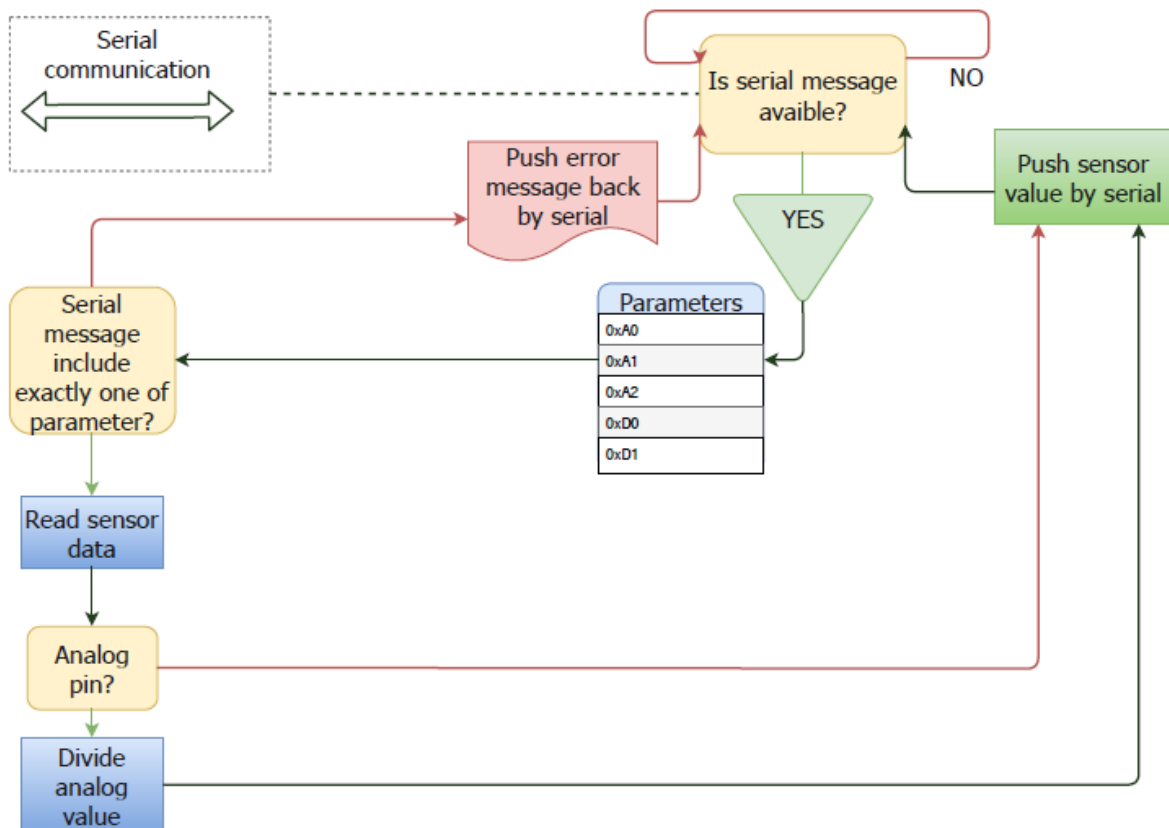 Serial
communication
Is serial message
avaible?
NO
Push error
message back
by serial
Push sensor
value by serial
YES
Serial
message
include
exactly one of
parameter?
Parameters
0xA0
0xA1
0xA2
0xD0
0xD1
Read sensor
data
Analog
pin?
Divide
analog
value